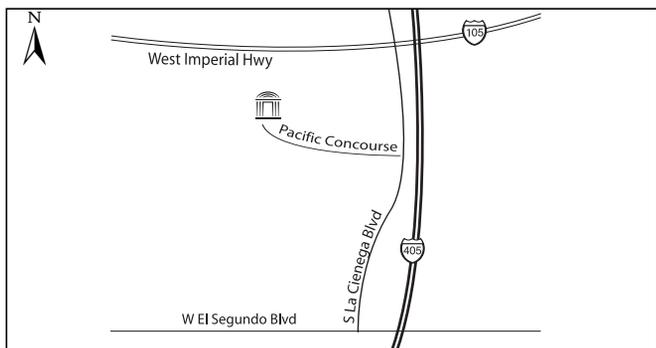 N
105
West Imperial Hwy
Pacific Concourse
S La Cienega Blvd
405
W El Segundo Blvd